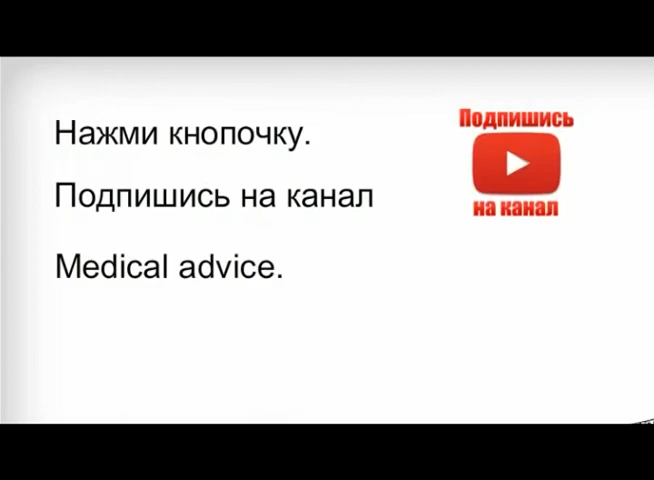 Нажми кнопочку.
Подпишись на канал
Medical advice.
Подпишись
на канал